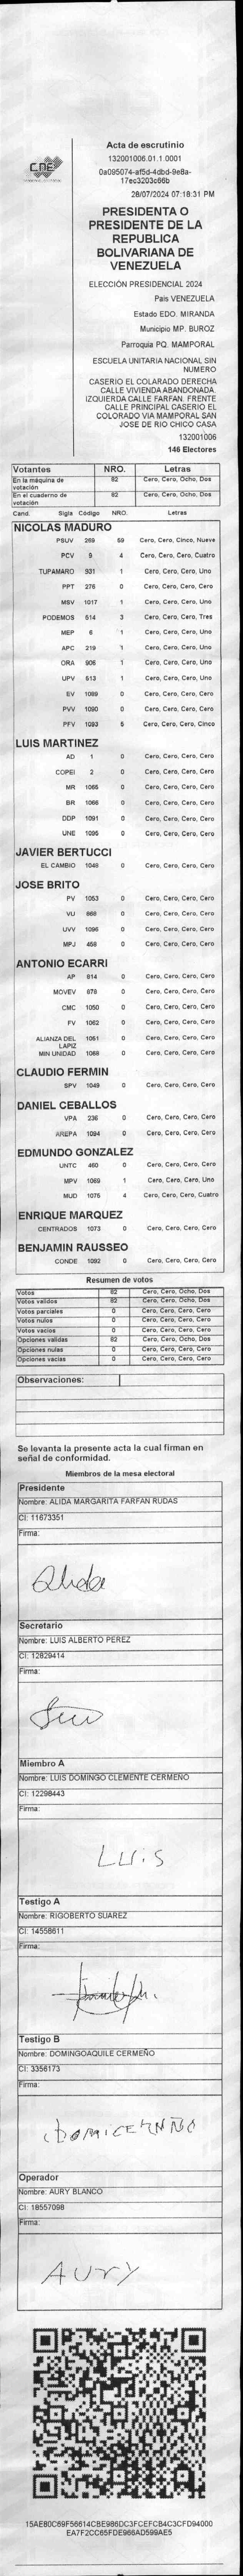 CNE
Acta de escrutinio
132001006.01.1.0001
0a095074-af5d-4dbd-9e8a-
17ec3203c66b
28/07/2024 07:18:31 PM
PRESIDENTA O
PRESIDENTE DE LA
REPUBLICA
BOLIVARIANA DE
VENEZUELA
ELECCIÓN PRESIDENCIAL 2024
País VENEZUELA
Estado EDO. MIRANDA
Municipio MP. BUROZ
Parroquia PQ. MAMPORAL
ESCUELA UNITARIA NACIONAL SIN
NUMERO
CASERIO EL COLARADO DERECHA
CALLE VIVIENDA ABANDONADA.
IZQUIERDA CALLE FARFAN. FRENTE
CALLE PRINCIPAL CASERIO EL
COLORADO VIA MAMPORAL SAN
JOSE DE RIO CHICO CASA
132001006
146 Electores
Votantes NRO. Letras
En la máquina de votación 82 Cero, Cero, Ocho, Dos
En el cuaderno de votación 82 Cero, Cero, Ocho, Dos
Cand. Sigla Código NRO. Letras
NICOLAS MADURO
PSUV 269 59 Cero, Cero, Cinco, Nueve
PCV 9 4 Cero, Cero, Cero, Cuatro
TUPAMARO 931 1 Cero, Cero, Cero, Uno
PPT 276 0 Cero, Cero, Cero, Cero
MSV 1017 1 Cero, Cero, Cero, Uno
PODEMOS 514 3 Cero, Cero, Cero, Tres
MEP 6 1 Cero, Cero, Cero, Uno
APC 219 1 Cero, Cero, Cero, Uno
ORA 906 1 Cero, Cero, Cero, Uno
UPV 513 1 Cero, Cero, Cero, Uno
EV 1089 0 Cero, Cero, Cero, Cero
PVV 1090 0 Cero, Cero, Cero, Cero
PFV 1093 5 Cero, Cero, Cero, Cinco
LUIS MARTINEZ
AD 1 0 Cero, Cero, Cero, Cero
COPEI 2 0 Cero, Cero, Cero, Cero
MR 1065 0 Cero, Cero, Cero, Cero
BR 1066 0 Cero, Cero, Cero, Cero
DDP 1091 0 Cero, Cero, Cero, Cero
UNE 1095 0 Cero, Cero, Cero, Cero
JAVIER BERTUCCI
EL CAMBIO 1048 0 Cero, Cero, Cero, Cero
JOSE BRITO
PV 1053 0 Cero, Cero, Cero, Cero
VU 868 0 Cero, Cero, Cero, Cero
UVV 1096 0 Cero, Cero, Cero, Cero
MPJ 458 0 Cero, Cero, Cero, Cero
ANTONIO ECARRI
AP 814 0 Cero, Cero, Cero, Cero
MOVEV 878 0 Cero, Cero, Cero, Cero
CMC 1050 0 Cero, Cero, Cero, Cero
FV 1062 0 Cero, Cero, Cero, Cero
ALIANZA DEL LAPIZ 1051 0 Cero, Cero, Cero, Cero
MIN UNIDAD 1068 0 Cero, Cero, Cero, Cero
CLAUDIO FERMIN
SPV 1049 0 Cero, Cero, Cero, Cero
DANIEL CEBALLOS
VPA 236 0 Cero, Cero, Cero, Cero
AREPA 1094 0 Cero, Cero, Cero, Cero
EDMUNDO GONZALEZ
UNTC 460 0 Cero, Cero, Cero, Cero
MPV 1069 1 Cero, Cero, Cero, Uno
MUD 1075 4 Cero, Cero, Cero, Cuatro
ENRIQUE MARQUEZ
CENTRADOS 1073 0 Cero, Cero, Cero, Cero
BENJAMIN RAUSSEO
CONDE 1092 0 Cero, Cero, Cero, Cero
Resumen de votos
Votos 82 Cero, Cero, Ocho, Dos
Votos validos 82 Cero, Cero, Ocho, Dos
Votos parciales 0 Cero, Cero, Cero, Cero
Votos nulos 0 Cero, Cero, Cero, Cero
Votos vacios 0 Cero, Cero, Cero, Cero
Opciones validas 82 Cero, Cero, Ocho, Dos
Opciones nulas 0 Cero, Cero, Cero, Cero
Opciones vacias 0 Cero, Cero, Cero, Cero
Observaciones:
Se levanta la presente acta la cual firman en
señal de conformidad.
Miembros de la mesa electoral
Presidente
Nombre: ALIDA MARGARITA FARFAN RUDAS
CI: 11673351
Firma:
Alida
Secretario
Nombre: LUIS ALBERTO PEREZ
CI: 12829414
Firma:
Miembro A
Nombre: LUIS DOMINGO CLEMENTE CERMEÑO
CI: 12298443
Firma:
LUiS
Testigo A
Nombre: RIGOBERTO SUAREZ
CI: 14558611
Firma:
Testigo B
Nombre: DOMINGOAQUILE CERMEÑO
CI: 3356173
Firma:
Operador
Nombre: AURY BLANCO
CI: 18557098
Firma:
AURY
15AE80C69F56614CBE986DC3FCEFCB4C3CFD94000
EA7F2CC65FDE966AD599AE5